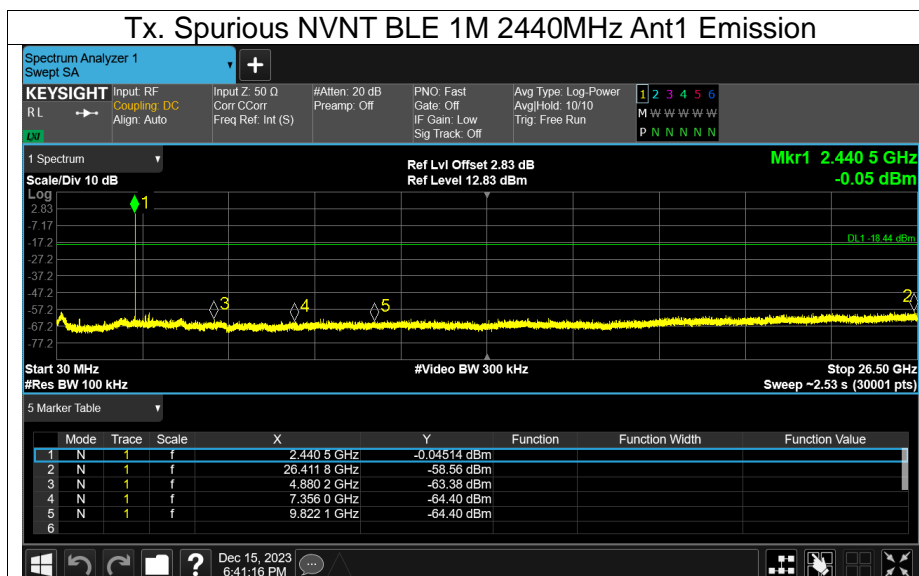 Tx. Spurious NVNT BLE 1M 2440MHz Ant1 Emission
Spectrum Analyzer 1
Swept SA
+
KEYSIGHT Input: RF Input Z: 50 Ω #Atten: 20 dB PNO: Fast Avg Type: Log-Power 1 2 3 4 5 6
R L Coupling: DC Corr CCorr Preamp: Off Gate: Off Avg|Hold: 10/10 M W W W W W
Align: Auto Freq Ref: Int (S) IF Gain: Low Trig: Free Run
LXI Sig Track: Off P N N N N N
1 Spectrum Ref Lvl Offset 2.83 dB Mkr1 2.440 5 GHz
Scale/Div 10 dB Ref Level 12.83 dBm -0.05 dBm
Log
1
2.83
-7.17
-17.2 DL1 -18.44 dBm
-27.2
-37.2
-47.2 2
-57.2 3 4 5
-67.2
-77.2
Start 30 MHz #Video BW 300 kHz Stop 26.50 GHz
#Res BW 100 kHz Sweep ~2.53 s (30001 pts)
5 Marker Table
Mode Trace Scale X Y Function Function Width Function Value
1 N 1 f 2.440 5 GHz -0.04514 dBm
2 N 1 f 26.411 8 GHz -58.56 dBm
3 N 1 f 4.880 2 GHz -63.38 dBm
4 N 1 f 7.356 0 GHz -64.40 dBm
5 N 1 f 9.822 1 GHz -64.40 dBm
6
? Dec 15, 2023
6:41:16 PM